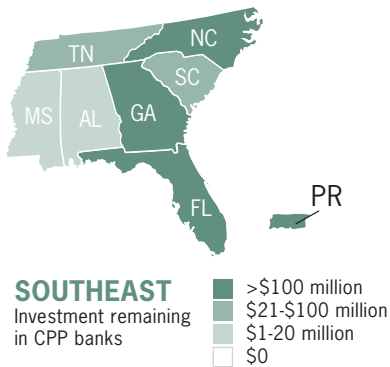 NC
TN
SC
MS
AL
GA
FL
PR
SOUTHEAST
Investment remaining
in CPP banks
>$100 million
$21-$100 million
$1-20 million
$0